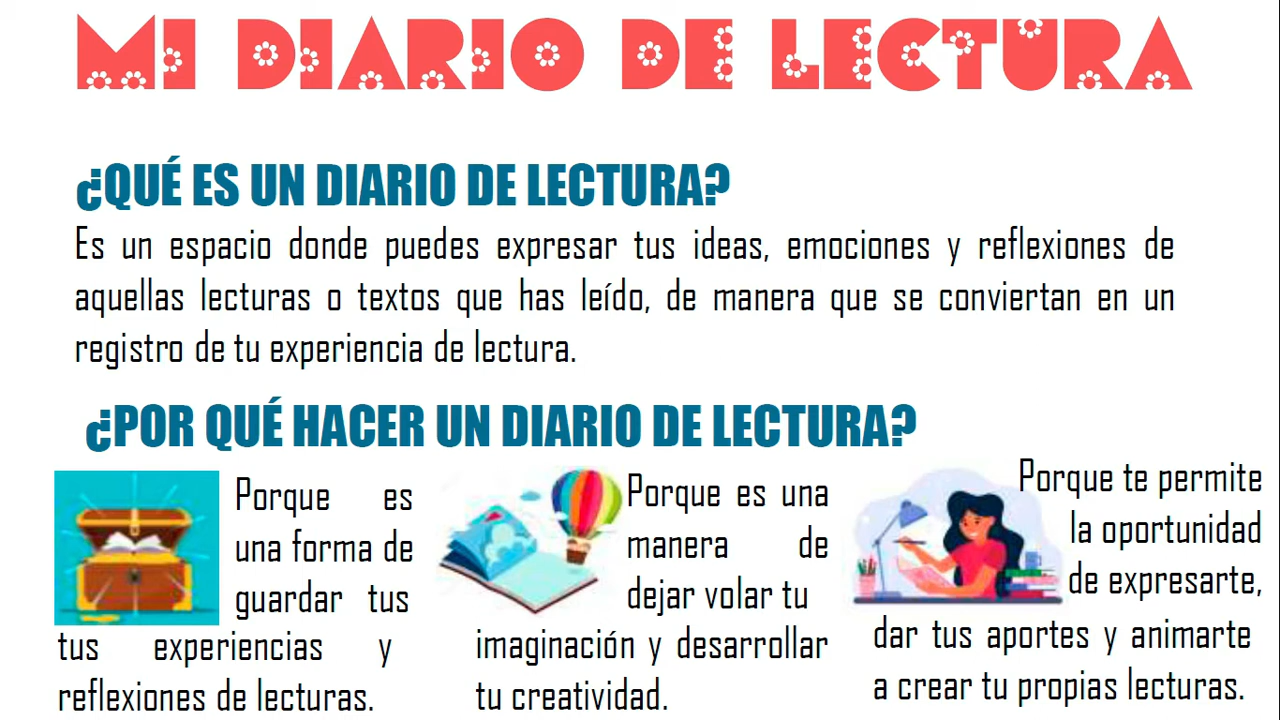 MI DIARIO DE LECTURA
¿QUÉ ES UN DIARIO DE LECTURA?
Es un espacio donde puedes expresar tus ideas, emociones y reflexiones de
aquellas lecturas o textos que has leído, de manera que se conviertan en un
registro de tu experiencia de lectura.
¿POR QUÉ HACER UN DIARIO DE LECTURA?
Porque es
una forma de
guardar tus
tus experiencias y
reflexiones de lecturas.
Porque es una
manera de
dejar volar tu
imaginación y desarrollar
tu creatividad.
Porque te permite
la oportunidad
de expresarte,
dar tus aportes y animarte
a crear tu propias lecturas.